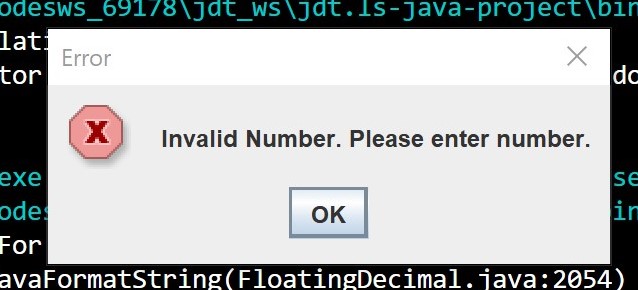 odesws_69178\jdt_ws\jdt.ls-java-project\bin
lati
Error
tor
do
Invalid Number. Please enter number.
exe
se
OK
odes
bin
For
avaFormatString(FloatingDecimal.java:2054)